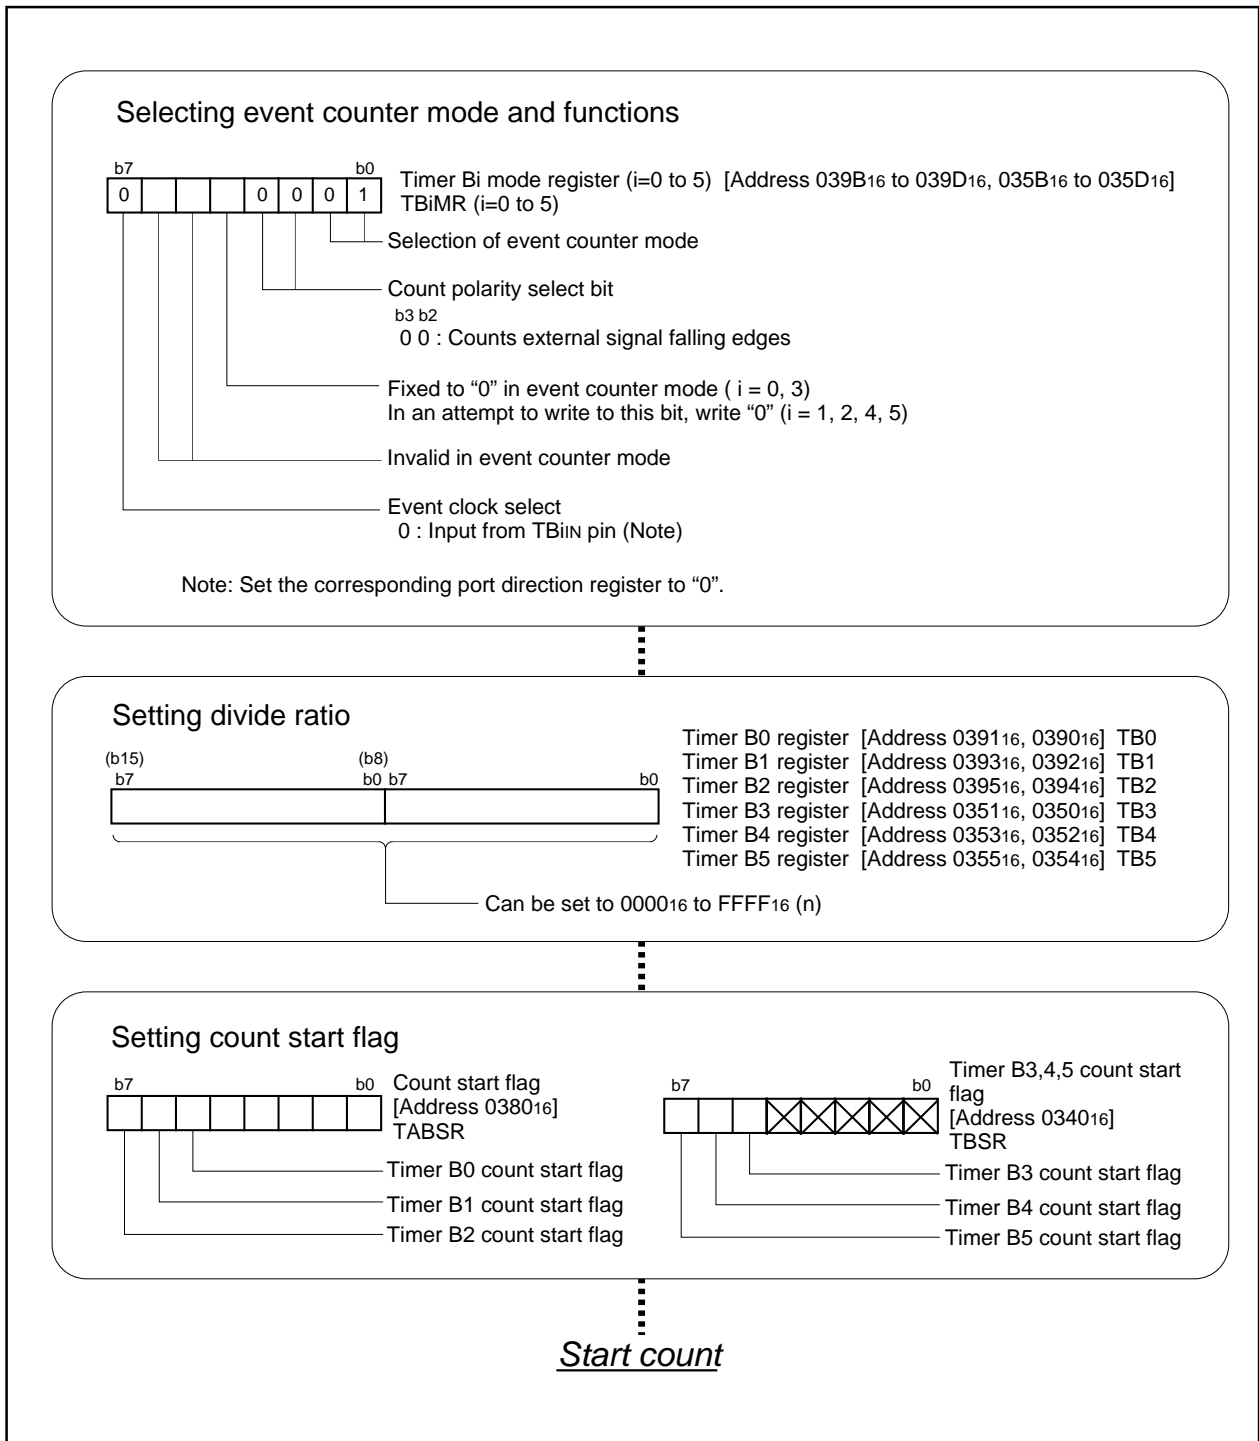 Selecting event counter mode and functions
b7 b0
0 0 0 0 1
Timer Bi mode register (i=0 to 5) [Address 039B16 to 039D16, 035B16 to 035D16]
TBiMR (i=0 to 5)
Selection of event counter mode
Count polarity select bit
b3 b2
0 0 : Counts external signal falling edges
Fixed to “0” in event counter mode ( i = 0, 3)
In an attempt to write to this bit, write “0” (i = 1, 2, 4, 5)
Invalid in event counter mode
Event clock select
0 : Input from TBiIN pin (Note)
Note: Set the corresponding port direction register to “0”.
Setting divide ratio
(b15) (b8)
b7 b0 b7 b0
Timer B0 register [Address 039116, 039016] TB0
Timer B1 register [Address 039316, 039216] TB1
Timer B2 register [Address 039516, 039416] TB2
Timer B3 register [Address 035116, 035016] TB3
Timer B4 register [Address 035316, 035216] TB4
Timer B5 register [Address 035516, 035416] TB5
Can be set to 000016 to FFFF16 (n)
Setting count start flag
b7 b0
Count start flag
[Address 038016]
TABSR
Timer B0 count start flag
Timer B1 count start flag
Timer B2 count start flag
b7 b0
Timer B3,4,5 count start
flag
[Address 034016]
TBSR
Timer B3 count start flag
Timer B4 count start flag
Timer B5 count start flag
Start count